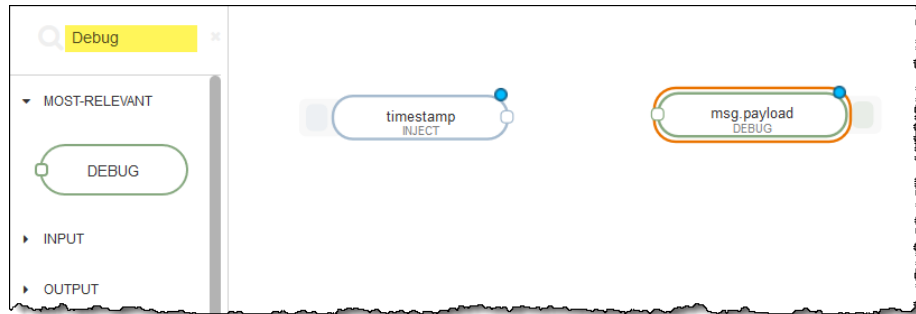 Debug
MOST-RELEVANT
DEBUG
INPUT
OUTPUT
timestamp
INJECT
msg.payload
DEBUG